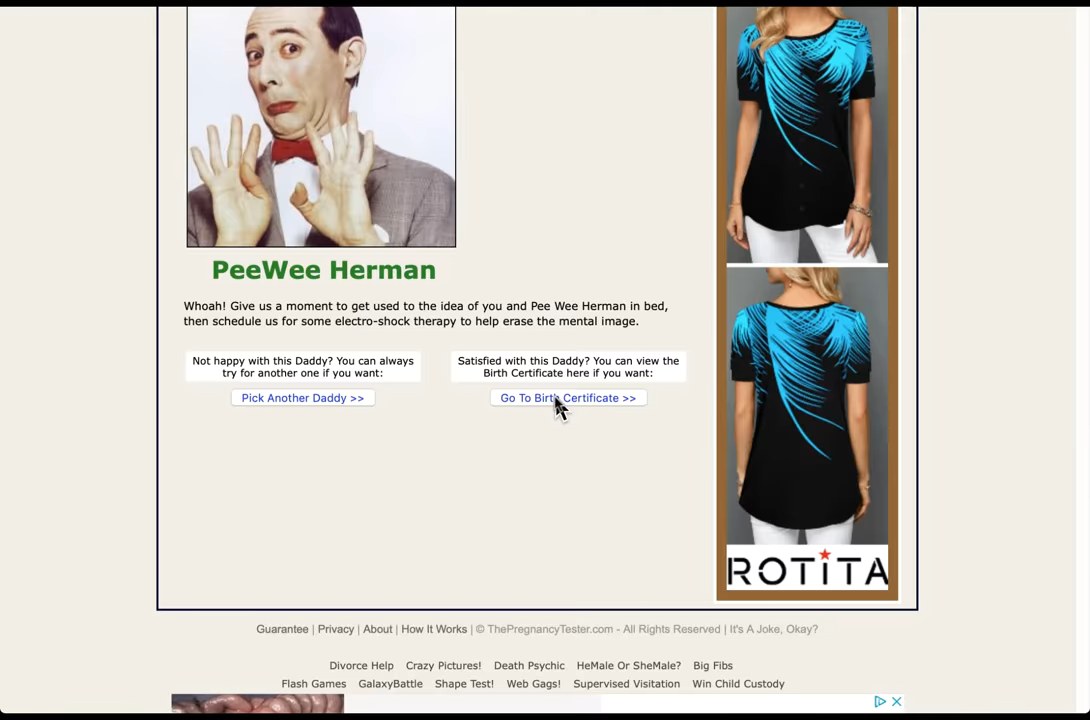 PeeWee Herman
Whoah! Give us a moment to get used to the idea of you and Pee Wee Herman in bed,
then schedule us for some electro-shock therapy to help erase the mental image.
Not happy with this Daddy? You can always
try for another one if you want:
Pick Another Daddy >>
Satisfied with this Daddy? You can view the
Birth Certificate here if you want:
Go To Birth Certificate >>
ROTITA
Guarantee | Privacy | About | How It Works | © ThePregnancyTester.com - All Rights Reserved | It's A Joke, Okay?
Divorce Help Crazy Pictures! Death Psychic HeMale Or SheMale? Big Fibs
Flash Games GalaxyBattle Shape Test! Web Gags! Supervised Visitation Win Child Custody